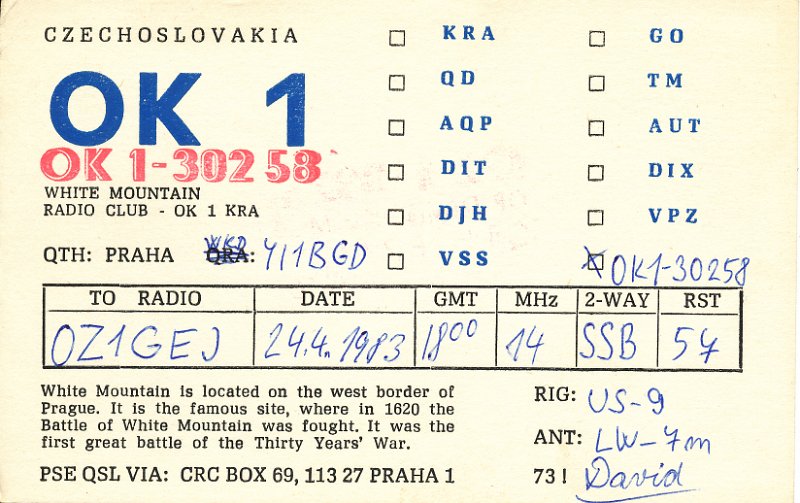 CZECHOSLOVAKIA
OK 1
OK 1-302 58
WHITE MOUNTAIN
RADIO CLUB - OK 1 KRA
QTH: PRAHA QRA: WKD YI1BGD
KRA GO
QD TM
AQP AUT
DIT DIX
DJH VPZ
VSS OK1-30258
TO RADIO DATE GMT MHz 2-WAY RST
OZ1GEJ 24.4.1983 18.00 14 SSB 57
White Mountain is located on the west border of
Prague. It is the famous site, where in 1620 the
Battle of White Mountain was fought. It was the
first great battle of the Thirty Years' War.
PSE QSL VIA: CRC BOX 69, 113 27 PRAHA 1
RIG: US-9
ANT: LW-7m
73! David